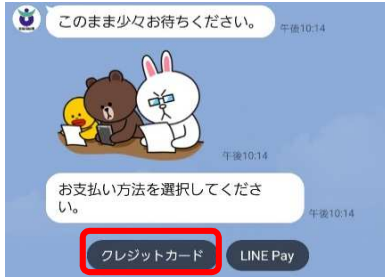 このまま少々お待ちください。
午後10:14
午後10:14
お支払い方法を選択してくださ
い。
午後10:14
クレジットカード
LINE Pay